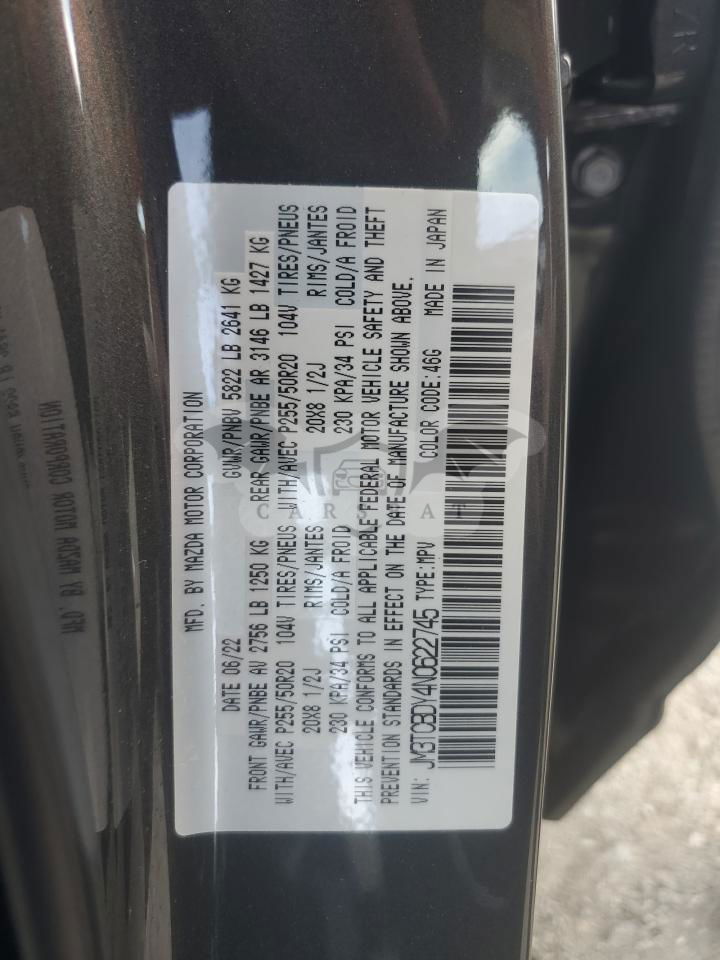 MFD. BY MAZDA MOTOR CORPORATION
DATE 06/22 GVWR/PNBV 5822 LB 2641 KG
FRONT GAWR/PNBE AV 2756 LB 1250 KG REAR GAWR/PNBE AR 3146 LB 1427 KG
WITH/AVEC P255/50R20 104V TIRES/PNEUS WITH/AVEC P255/50R20 104V TIRES/PNEUS
20X8 1/2J RIMS/JANTES 20X8 1/2J RIMS/JANTES
230 KPA/34 PSI COLD/A FROID 230 KPA/34 PSI COLD/A FROID
THIS VEHICLE CONFORMS TO ALL APPLICABLE FEDERAL MOTOR VEHICLE SAFETY AND THEFT
PREVENTION STANDARDS IN EFFECT ON THE DATE OF MANUFACTURE SHOWN ABOVE.
VIN: JM3TCBDY4N0622745 TYPE:MPV COLOR CODE:46G MADE IN JAPAN
MFD. BY MAZDA MOTOR CORPORATION